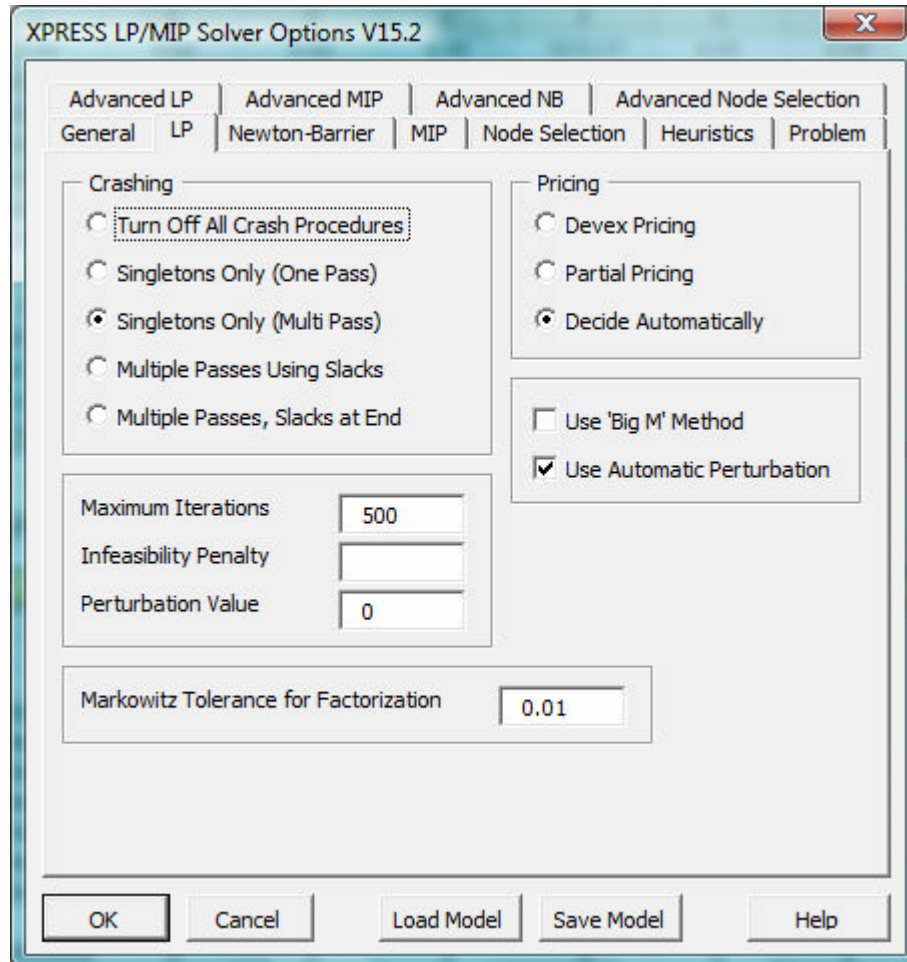 XPRESS LP/MIP Solver Options V15.2
Advanced LP Advanced MIP Advanced NB Advanced Node Selection
General LP Newton-Barrier MIP Node Selection Heuristics Problem
Crashing
Turn Off All Crash Procedures
Singletons Only (One Pass)
Singletons Only (Multi Pass)
Multiple Passes Using Slacks
Multiple Passes, Slacks at End
Pricing
Devex Pricing
Partial Pricing
Decide Automatically
Use 'Big M' Method
Use Automatic Perturbation
Maximum Iterations 500
Infeasibility Penalty
Perturbation Value 0
Markowitz Tolerance for Factorization 0.01
OK Cancel Load Model Save Model Help